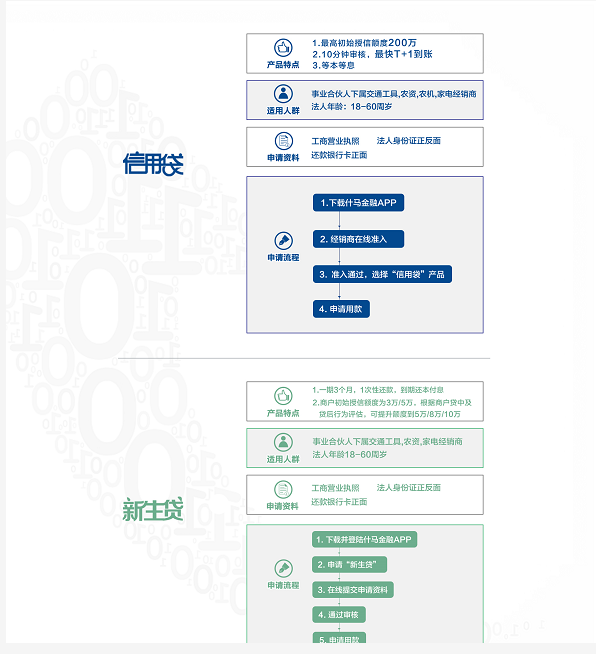 1.最高初始授信额度200万
2.10分钟审核、最快T+1到账
3.等本等息
产品特点
事业合伙人下属交通工具,农资,农机,家电经销商
法人年龄：18-60周岁
适用人群
工商营业执照 法人身份证正反面
还款银行卡正面
申请资料
信用袋
1.下载什马金融APP
2. 经销商在线准入
3. 准入通过，选择“信用袋”产品
4. 申请用款
申请流程
1.一期3个月，1次性还款、到期还本付息
2.商户初始授信额度为3万/5万，根据商户贷中及
贷后行为评估，可提升额度到5万/8万/10万
产品特点
事业合伙人下属交通工具,农资,家电经销商
法人年龄18-60周岁
适用人群
工商营业执照 法人身份证正反面
还款银行卡正面
申请资料
新生贷
1. 下载并登陆什马金融APP
2. 申请“新生贷”
3. 在线提交申请资料
4. 通过审核
5. 申请用款
申请流程